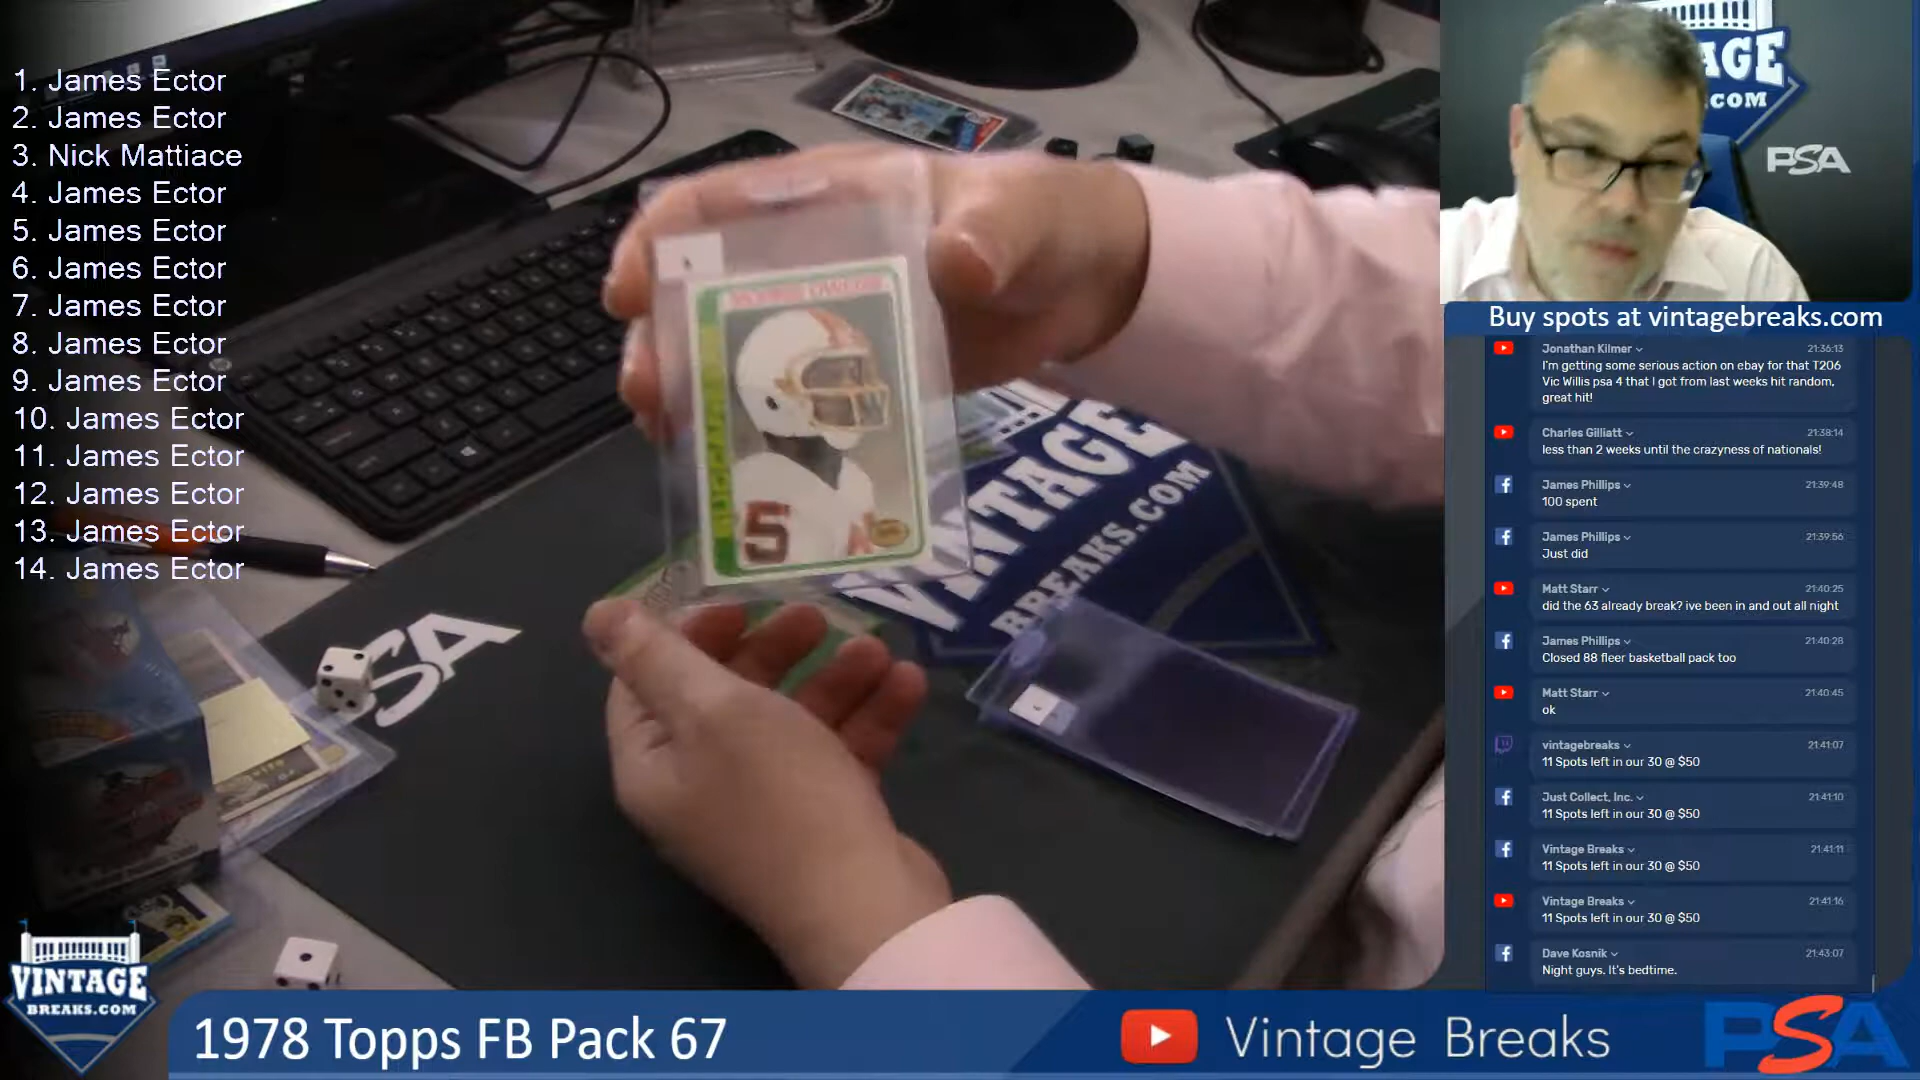 1. James Ector
2. James Ector
3. Nick Mattiace
4. James Ector
5. James Ector
6. James Ector
7. James Ector
8. James Ector
9. James Ector
10. James Ector
11. James Ector
12. James Ector
13. James Ector
14. James Ector
MORRIS OWENS
BUCCANEERS
5
SA
VINTAGE
BREAKS.COM
AGE
.COM
PSA
Buy spots at vintagebreaks.com
Jonathan Kilmer 21:36:13
I'm getting some serious action on ebay for that T206
Vic Willis psa 4 that I got from last weeks hit random,
great hit!
Charles Gilliatt 21:38:14
less than 2 weeks until the crazyness of nationals!
James Phillips 21:39:48
100 spent
James Phillips 21:39:56
Just did
Matt Starr 21:40:25
did the 63 already break? ive been in and out all night
James Phillips 21:40:28
Closed 88 fleer basketball pack too
Matt Starr 21:40:45
ok
vintagebreaks 21:41:07
11 Spots left in our 30 @ $50
Just Collect, Inc. 21:41:10
11 Spots left in our 30 @ $50
Vintage Breaks 21:41:11
11 Spots left in our 30 @ $50
Vintage Breaks 21:41:16
11 Spots left in our 30 @ $50
Dave Kosnik 21:43:07
Night guys. It's bedtime.
VINTAGE
BREAKS.COM
1978 Topps FB Pack 67
Vintage Breaks
PSA